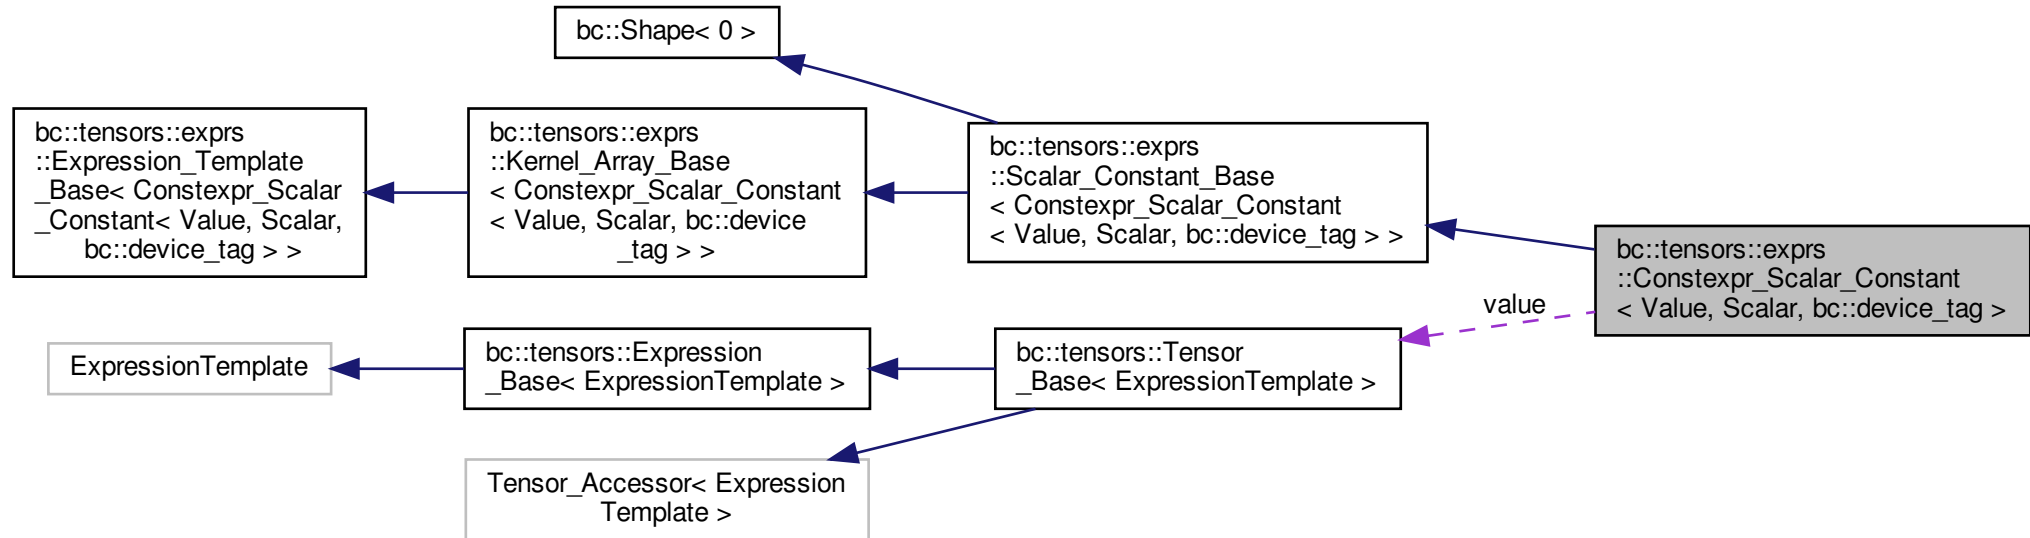 bc::Shape< 0 >
bc::tensors::exprs
::Expression_Template
_Base< Constexpr_Scalar
_Constant< Value, Scalar,
bc::device_tag > >
bc::tensors::exprs
::Kernel_Array_Base
< Constexpr_Scalar_Constant
< Value, Scalar, bc::device
_tag > >
bc::tensors::exprs
::Scalar_Constant_Base
< Constexpr_Scalar_Constant
< Value, Scalar, bc::device_tag > >
bc::tensors::exprs
::Constexpr_Scalar_Constant
< Value, Scalar, bc::device_tag >
value
ExpressionTemplate
bc::tensors::Expression
_Base< ExpressionTemplate >
bc::tensors::Tensor
_Base< ExpressionTemplate >
Tensor_Accessor< Expression
Template >